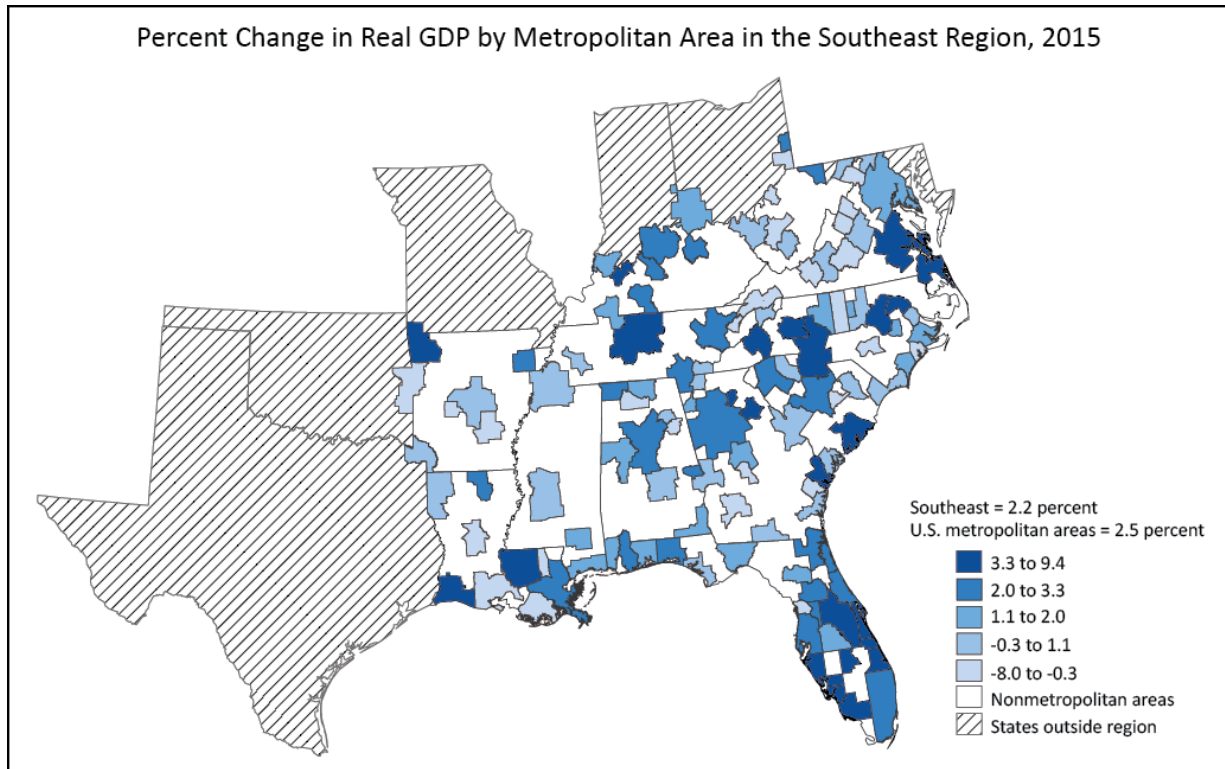 Percent Change in Real GDP by Metropolitan Area in the Southeast Region, 2015
Southeast = 2.2 percent
U.S. metropolitan areas = 2.5 percent
3.3 to 9.4
2.0 to 3.3
1.1 to 2.0
-0.3 to 1.1
-8.0 to -0.3
Nonmetropolitan areas
States outside region